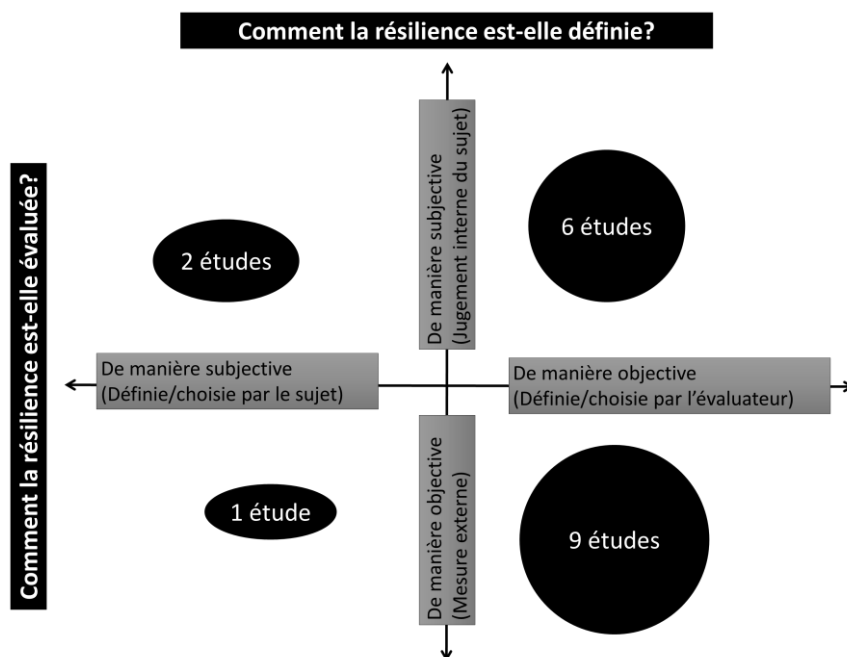 Comment la résilience est-elle définie?
Comment la résilience est-elle évaluée?
De manière subjective
(Jugement interne du sujet)
6 études
2 études
De manière subjective
(Définie/choisie par le sujet)
De manière objective
(Définie/choisie par l’évaluateur)
De manière objective
(Mesure externe)
1 étude
9 études